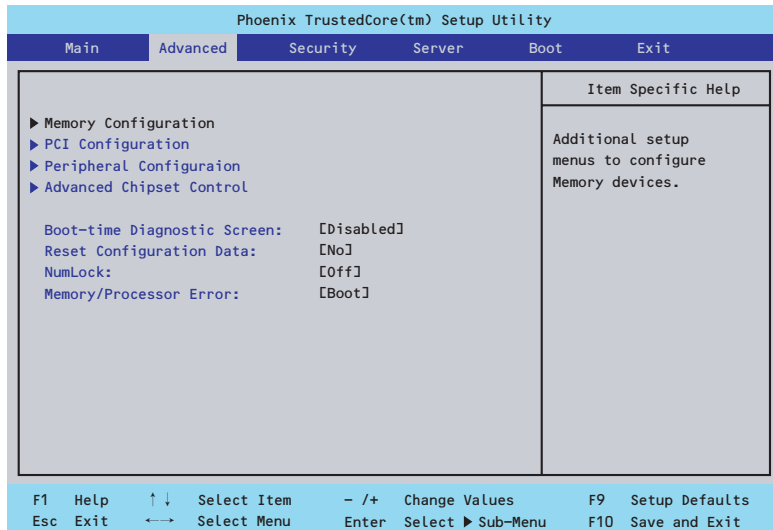 Phoenix TrustedCore(tm) Setup Utility
Main Advanced Security Server Boot Exit
Item Specific Help
▶ Memory Configuration
▶ PCI Configuration
▶ Peripheral Configuraion
▶ Advanced Chipset Control
Additional setup
menus to configure
Memory devices.
Boot-time Diagnostic Screen: [Disabled]
Reset Configuration Data: [No]
NumLock: [Off]
Memory/Processor Error: [Boot]
F1 Help ↑↓ Select Item - /+ Change Values F9 Setup Defaults
Esc Exit ←→ Select Menu Enter Select ▶ Sub-Menu F10 Save and Exit